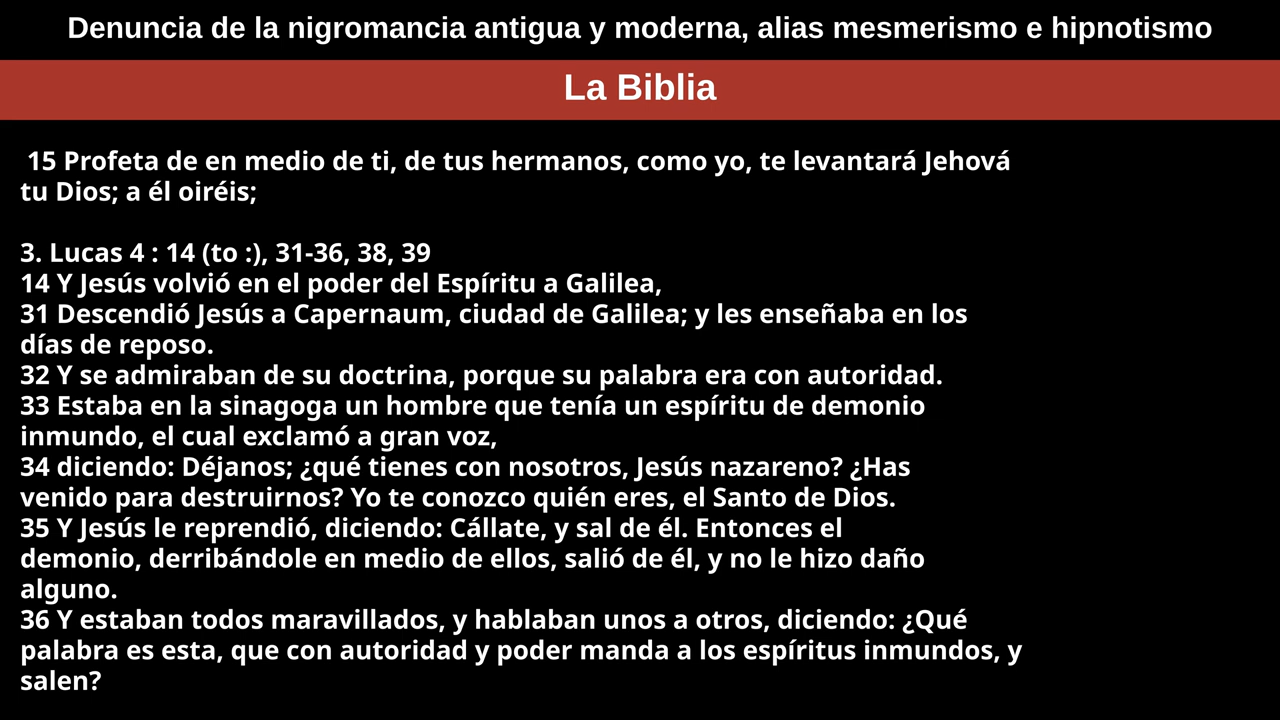 Denuncia de la nigromancia antigua y moderna, alias mesmerismo e hipnotismo
La Biblia
15 Profeta de en medio de ti, de tus hermanos, como yo, te levantará Jehová
tu Dios; a él oiréis;
3. Lucas 4 : 14 (to :), 31-36, 38, 39
14 Y Jesús volvió en el poder del Espíritu a Galilea,
31 Descendió Jesús a Capernaum, ciudad de Galilea; y les enseñaba en los
días de reposo.
32 Y se admiraban de su doctrina, porque su palabra era con autoridad.
33 Estaba en la sinagoga un hombre que tenía un espíritu de demonio
inmundo, el cual exclamó a gran voz,
34 diciendo: Déjanos; ¿qué tienes con nosotros, Jesús nazareno? ¿Has
venido para destruirnos? Yo te conozco quién eres, el Santo de Dios.
35 Y Jesús le reprendió, diciendo: Cállate, y sal de él. Entonces el
demonio, derribándole en medio de ellos, salió de él, y no le hizo daño
alguno.
36 Y estaban todos maravillados, y hablaban unos a otros, diciendo: ¿Qué
palabra es esta, que con autoridad y poder manda a los espíritus inmundos, y
salen?